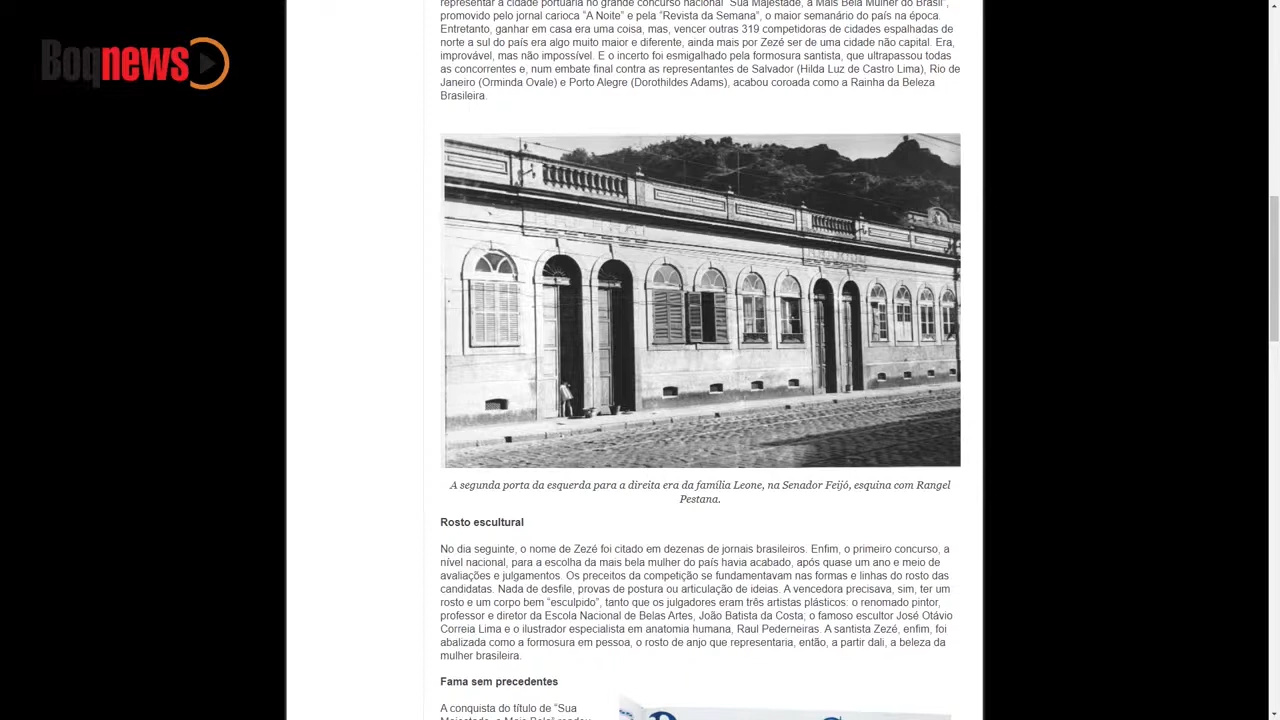 representar a cidade portuária no grande concurso nacional “Sua Majestade, a Mais Bela Mulher do Brasil”,
promovido pelo jornal carioca “A Noite” e pela “Revista da Semana”, o maior semanário do país na época.
Entretanto, ganhar em casa era uma coisa, mas, vencer outras 319 competidoras de cidades espalhadas de
norte a sul do país era algo muito maior e diferente, ainda mais por Zezé ser de uma cidade não capital. Era,
improvável, mas não impossível. E o incerto foi esmigalhado pela formosura santista, que ultrapassou todas
as concorrentes e, num embate final contra as representantes de Salvador (Hilda Luz de Castro Lima), Rio de
Janeiro (Orminda Ovale) e Porto Alegre (Dorothildes Adams), acabou coroada como a Rainha da Beleza
Brasileira.
Boqnews
A segunda porta da esquerda para a direita era da família Leone, na Senador Feijó, esquina com Rangel
Pestana.
Rosto escultural
No dia seguinte, o nome de Zezé foi citado em dezenas de jornais brasileiros. Enfim, o primeiro concurso, a
nível nacional, para a escolha da mais bela mulher do país havia acabado, após quase um ano e meio de
avaliações e julgamentos. Os preceitos da competição se fundamentavam nas formas e linhas do rosto das
candidatas. Nada de desfile, provas de postura ou articulação de ideias. A vencedora precisava, sim, ter um
rosto e um corpo bem “esculpido”, tanto que os julgadores eram três artistas plásticos: o renomado pintor,
professor e diretor da Escola Nacional de Belas Artes, João Batista da Costa; o famoso escultor José Otávio
Correia Lima e o ilustrador especialista em anatomia humana, Raul Pederneiras. A santista Zezé, enfim, foi
abalizada como a formosura em pessoa, o rosto de anjo que representaria, então, a partir dali, a beleza da
mulher brasileira.
Fama sem precedentes
A conquista do título de “Sua